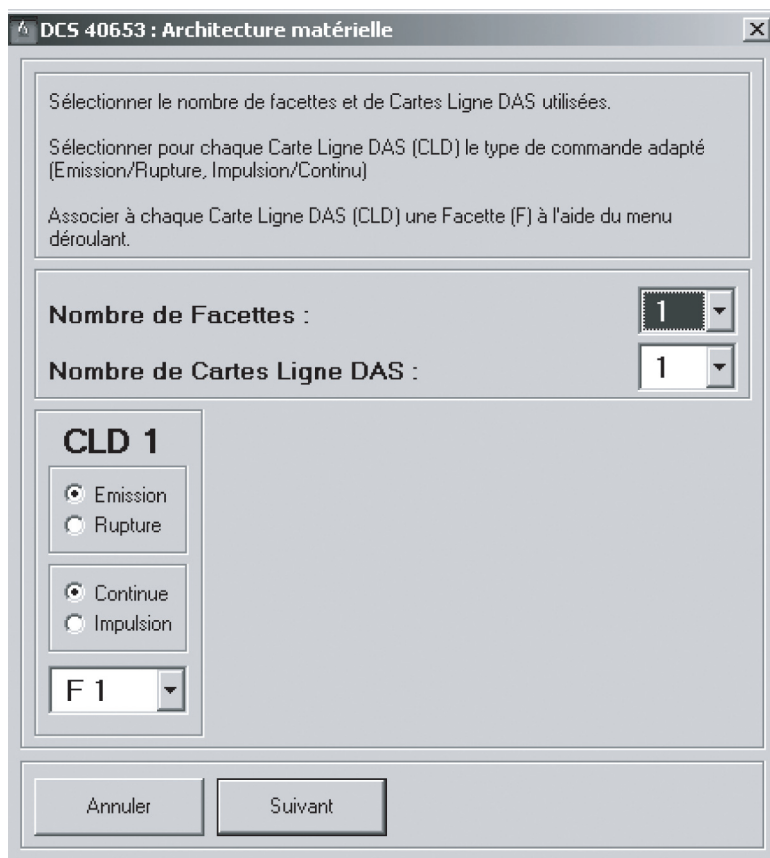 DCS 40653 : Architecture matérielle
Sélectionner le nombre de facettes et de Cartes Ligne DAS utilisées.
Sélectionner pour chaque Carte Ligne DAS (CLD) le type de commande adapté
(Emission/Rupture, Impulsion/Continu)
Associer à chaque Carte Ligne DAS (CLD) une Facette (F) à l'aide du menu
déroulant.
Nombre de Facettes : 1
Nombre de Cartes Ligne DAS : 1
CLD 1
Emission
Rupture
Continue
Impulsion
F 1
Annuler Suivant